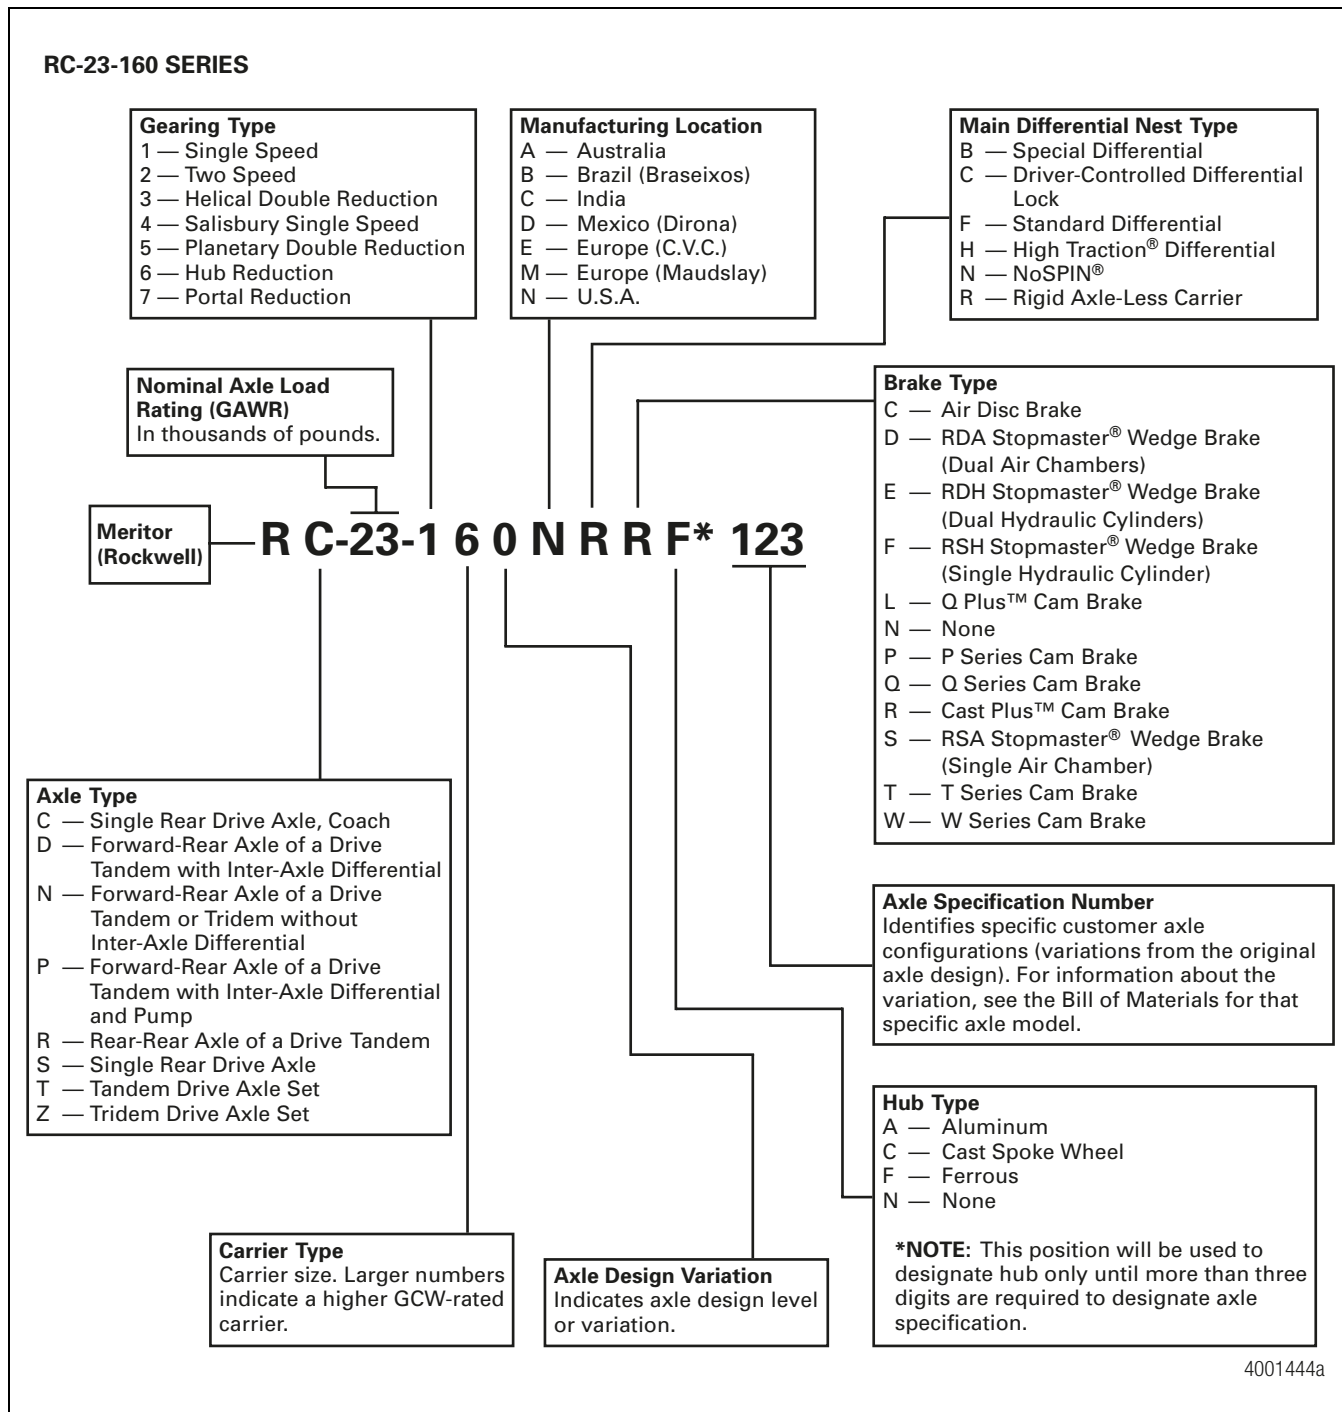 RC-23-160 SERIES
Gearing Type
1 — Single Speed
2 — Two Speed
3 — Helical Double Reduction
4 — Salisbury Single Speed
5 — Planetary Double Reduction
6 — Hub Reduction
7 — Portal Reduction
Manufacturing Location
A — Australia
B — Brazil (Braseixos)
C — India
D — Mexico (Dirona)
E — Europe (C.V.C.)
M — Europe (Maudslay)
N — U.S.A.
Main Differential Nest Type
B — Special Differential
C — Driver-Controlled Differential
Lock
F — Standard Differential
H — High Traction® Differential
N — NoSPIN®
R — Rigid Axle-Less Carrier
Nominal Axle Load
Rating (GAWR)
In thousands of pounds.
Brake Type
C — Air Disc Brake
D — RDA Stopmaster® Wedge Brake
(Dual Air Chambers)
E — RDH Stopmaster® Wedge Brake
(Dual Hydraulic Cylinders)
F — RSH Stopmaster® Wedge Brake
(Single Hydraulic Cylinder)
L — Q Plus™ Cam Brake
N — None
P — P Series Cam Brake
Q — Q Series Cam Brake
R — Cast Plus™ Cam Brake
S — RSA Stopmaster® Wedge Brake
(Single Air Chamber)
T — T Series Cam Brake
W — W Series Cam Brake
Meritor
(Rockwell)
R C-23-1 6 0 N R R F* 123
Axle Type
C — Single Rear Drive Axle, Coach
D — Forward-Rear Axle of a Drive
Tandem with Inter-Axle Differential
N — Forward-Rear Axle of a Drive
Tandem or Tridem without
Inter-Axle Differential
P — Forward-Rear Axle of a Drive
Tandem with Inter-Axle Differential
and Pump
R — Rear-Rear Axle of a Drive Tandem
S — Single Rear Drive Axle
T — Tandem Drive Axle Set
Z — Tridem Drive Axle Set
Axle Specification Number
Identifies specific customer axle
configurations (variations from the original
axle design). For information about the
variation, see the Bill of Materials for that
specific axle model.
Hub Type
A — Aluminum
C — Cast Spoke Wheel
F — Ferrous
N — None
*NOTE: This position will be used to
designate hub only until more than three
digits are required to designate axle
specification.
Carrier Type
Carrier size. Larger numbers
indicate a higher GCW-rated
carrier.
Axle Design Variation
Indicates axle design level
or variation.
4001444a